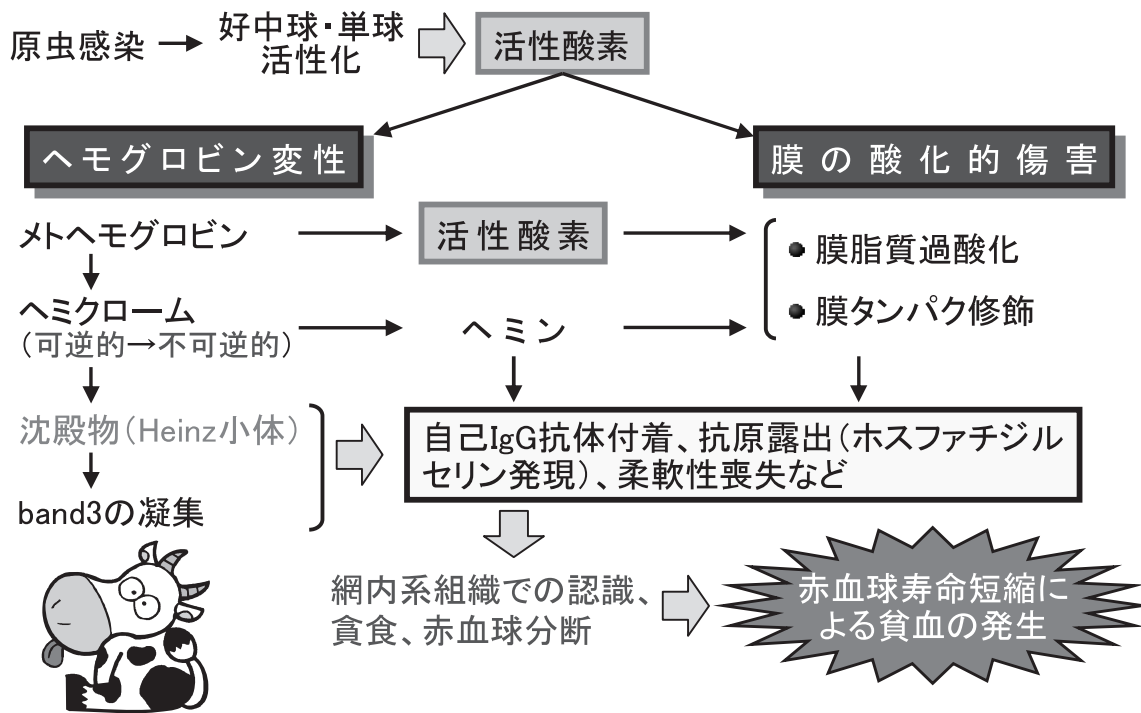 原虫感染
好中球・単球
活性化
活性酸素
ヘモグロビン変性
膜の酸化的傷害
メトヘモグロビン
活性酸素
膜脂質過酸化
ヘミクローム
(可逆的→不可逆的)
ヘミン
膜タンパク修飾
沈殿物(Heinz小体)
自己IgG抗体付着、抗原露出(ホスファチジル
セリン発現)、柔軟性喪失など
band3の凝集
網内系組織での認識、
貪食、赤血球分断
赤血球寿命短縮に
よる貧血の発生